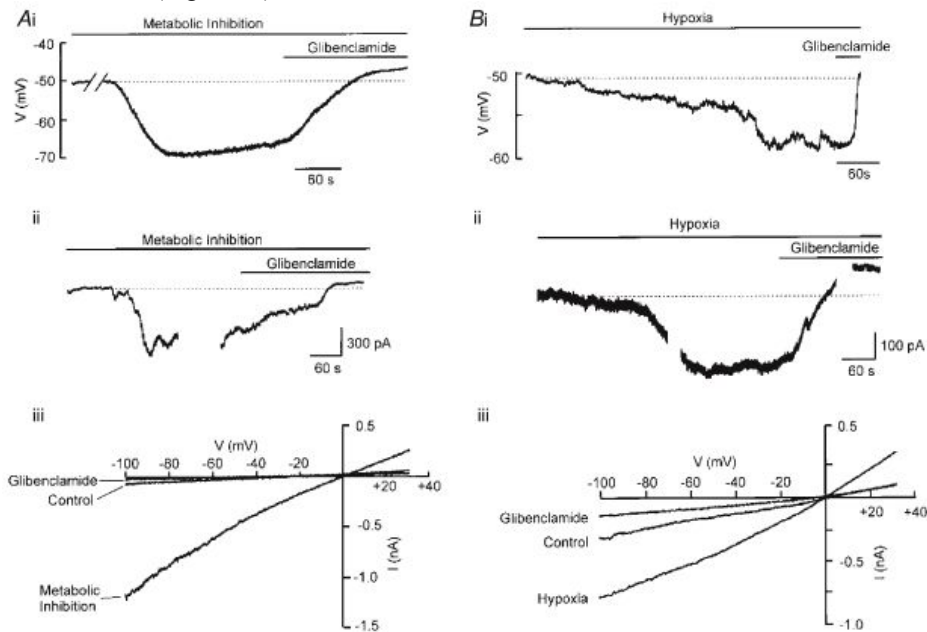 Ai
Metabolic Inhibition
Glibenclamide
-40
-50
-60
-70
V (mV)
60 s
ii
Metabolic Inhibition
Glibenclamide
300 pA
60 s
iii
V (mV)
-100 -80 -60 -40 -20
+20 +40
0.5
-0.5
-1.0
-1.5
I (nA)
Glibenclamide
Control
Metabolic
Inhibition
Bi
Hypoxia
Glibenclamide
-50
-60
V (mV)
60s
ii
Hypoxia
Glibenclamide
100 pA
60 s
iii
V (mV)
-100 -80 -60 -40 -20
+20 +40
0.5
-0.5
-1.0
I (nA)
Glibenclamide
Control
Hypoxia